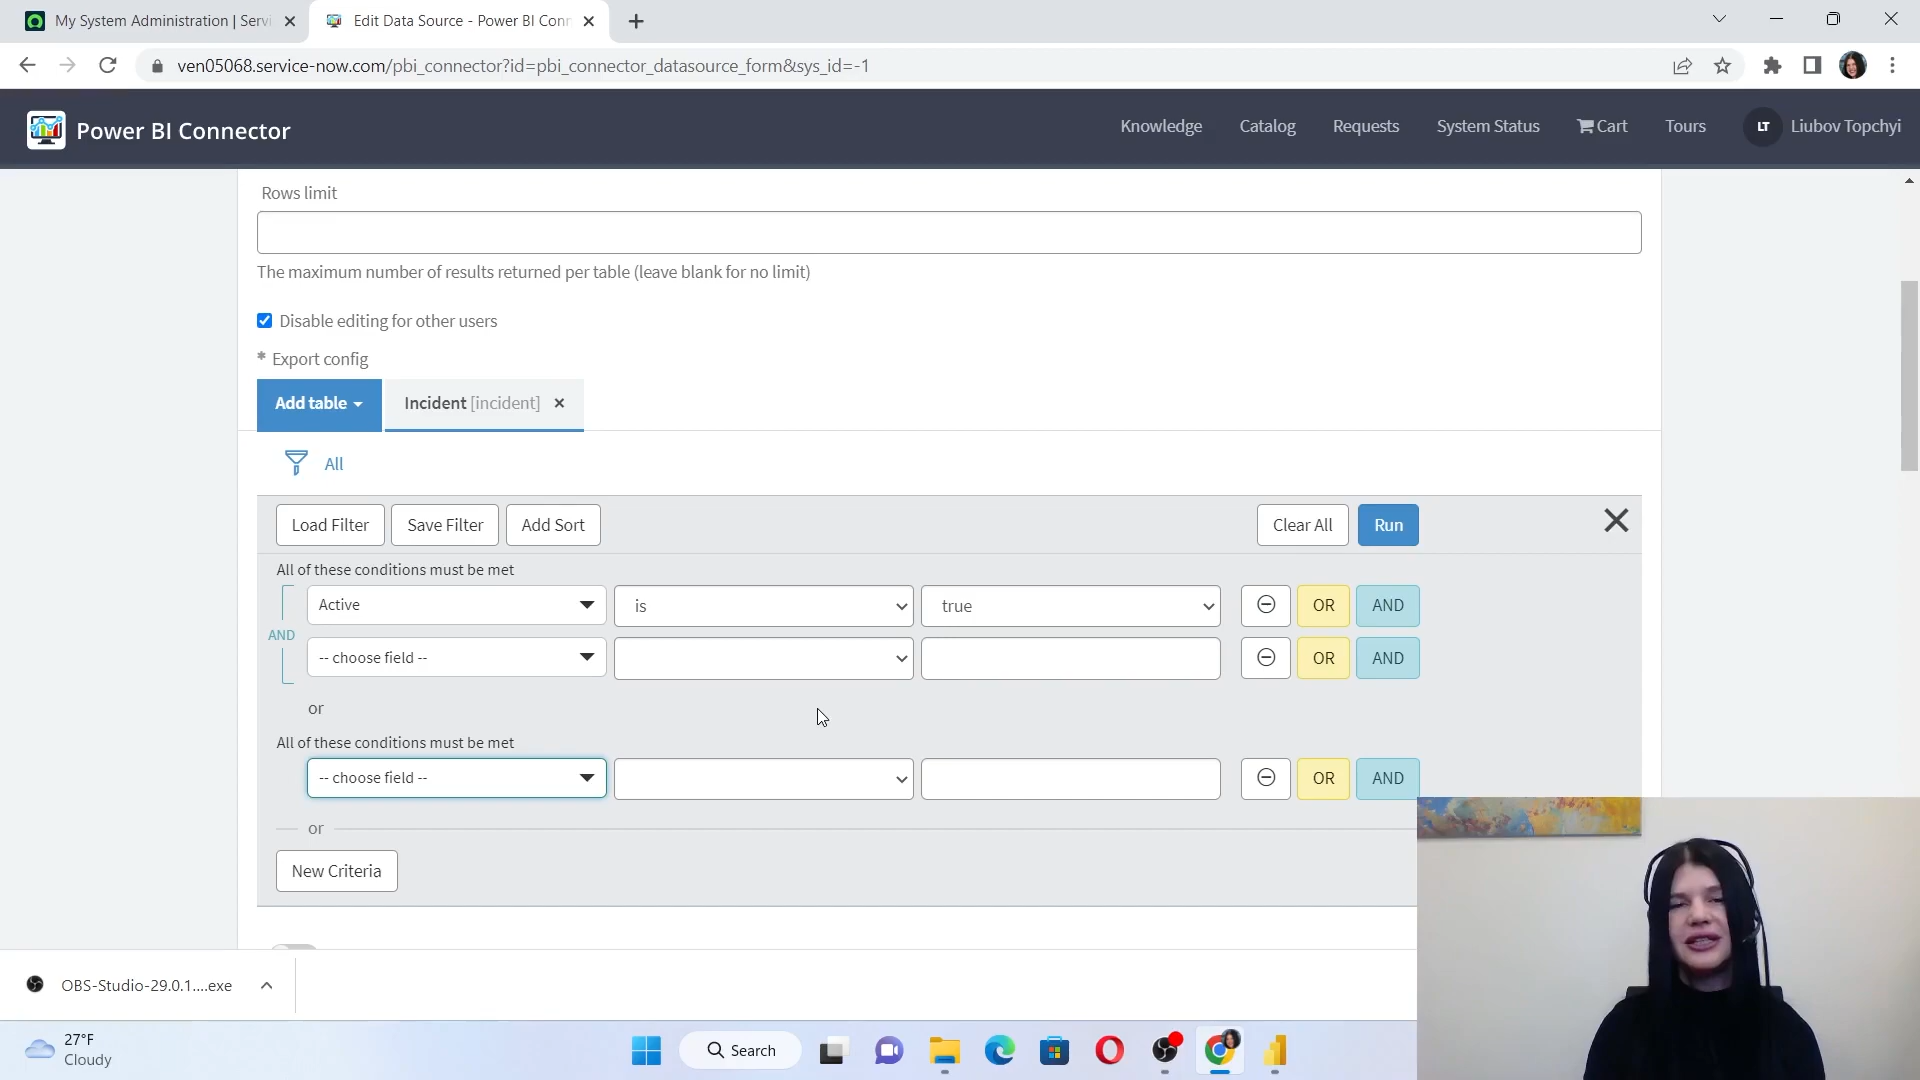 My System Administration | Servi
Edit Data Source - Power BI Conn
ven05068.service-now.com/pbi_connector?id=pbi_connector_datasource_form&sys_id=-1
Power BI Connector
Knowledge
Catalog
Requests
System Status
Cart
Tours
LT
Liubov Topchyi
Rows limit
The maximum number of results returned per table (leave blank for no limit)
Disable editing for other users
* Export config
Add table
Incident [incident] ×
All
Load Filter
Save Filter
Add Sort
Clear All
Run
All of these conditions must be met
Active
is
true
OR
AND
AND
-- choose field --
OR
AND
or
All of these conditions must be met
-- choose field --
OR
AND
or
New Criteria
OBS-Studio-29.0.1....exe
27°F
Cloudy
Search